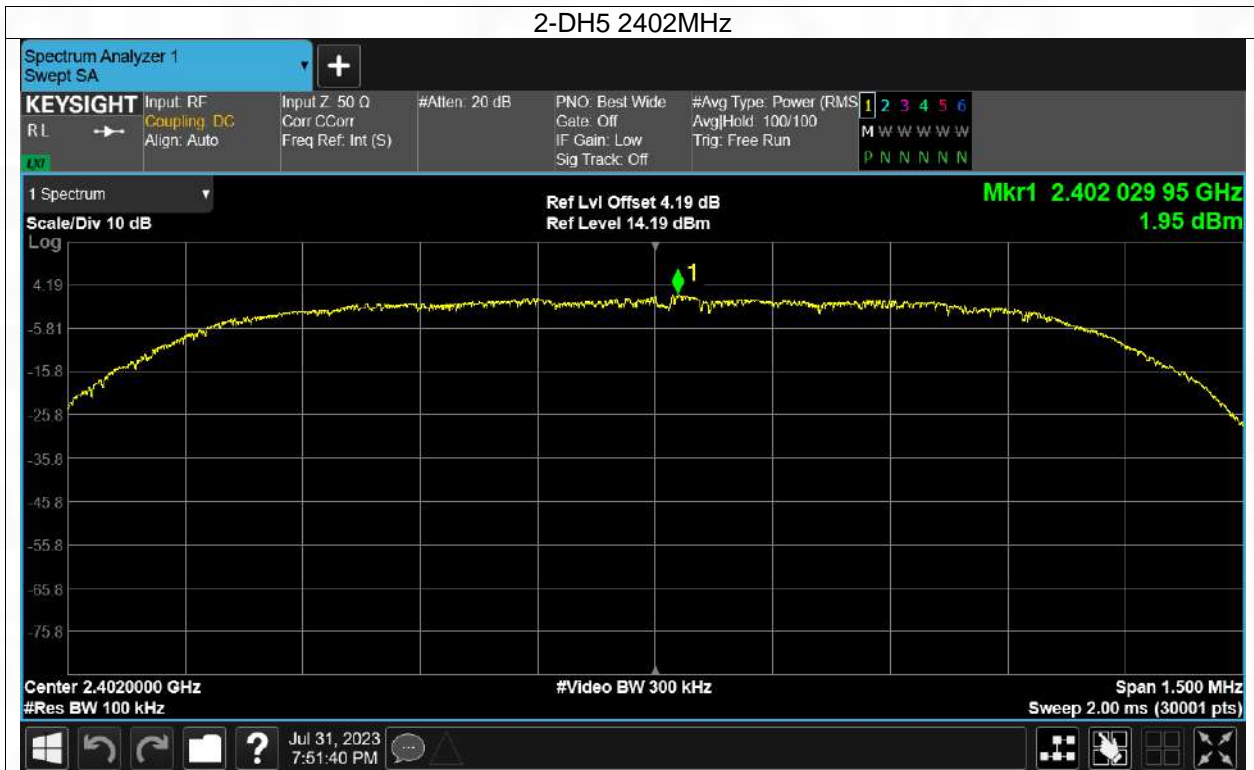 2-DH5 2402MHz
Spectrum Analyzer 1
Swept SA
KEYSIGHT
RL
LXI
Input: RF
Coupling: DC
Align: Auto
Input Z: 50 Ω
Corr CCorr
Freq Ref: Int (S)
#Atten: 20 dB
PNO: Best Wide
Gate: Off
IF Gain: Low
Sig Track: Off
#Avg Type: Power (RMS
Avg|Hold: 100/100
Trig: Free Run
1 2 3 4 5 6
M W W W W W
P N N N N N
1 Spectrum
Scale/Div 10 dB
Log
Ref Lvl Offset 4.19 dB
Ref Level 14.19 dBm
Mkr1 2.402 029 95 GHz
1.95 dBm
1
4.19
-5.81
-15.8
-25.8
-35.8
-45.8
-55.8
-65.8
-75.8
Center 2.4020000 GHz
#Res BW 100 kHz
#Video BW 300 kHz
Span 1.500 MHz
Sweep 2.00 ms (30001 pts)
?
Jul 31, 2023
7:51:40 PM